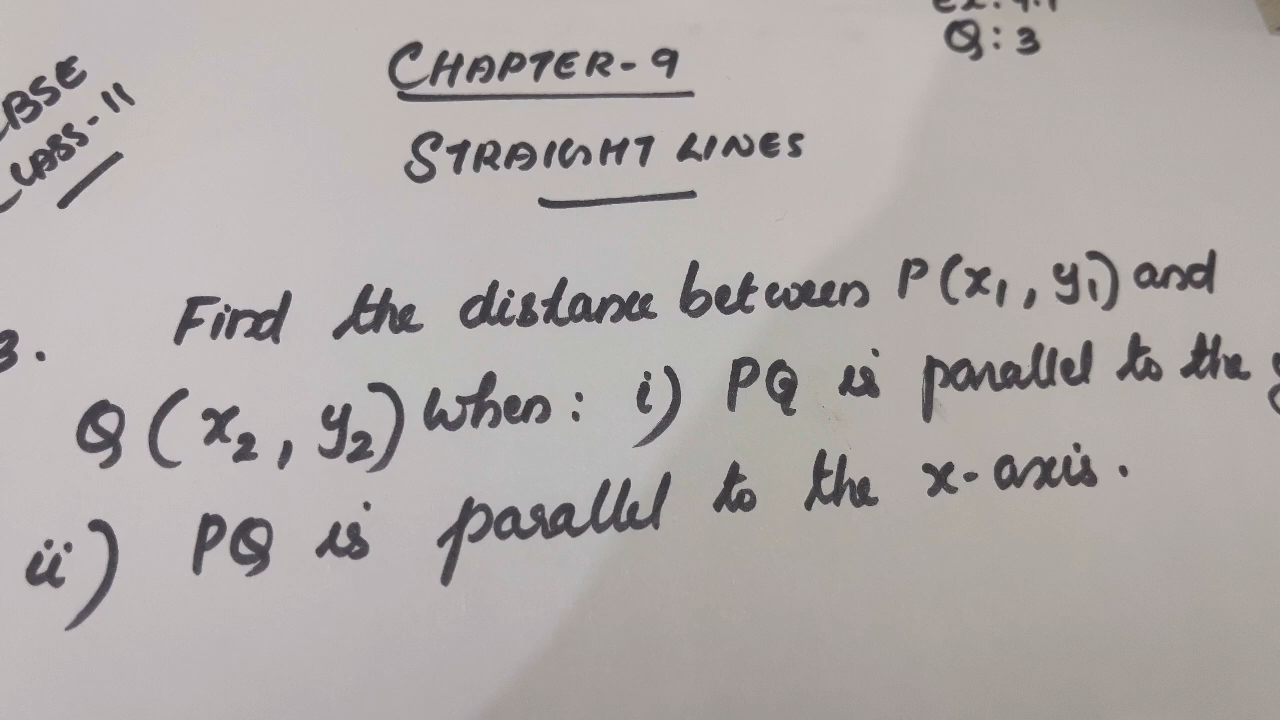 CHAPTER-9
Q:3
BSE
CLASS-11
STRAIGHT LINES
3. Find the distance between P(x₁, y₁) and
Q(x₂, y₂) when: i) PQ is parallel to the
ii) PQ is parallel to the x-axis.